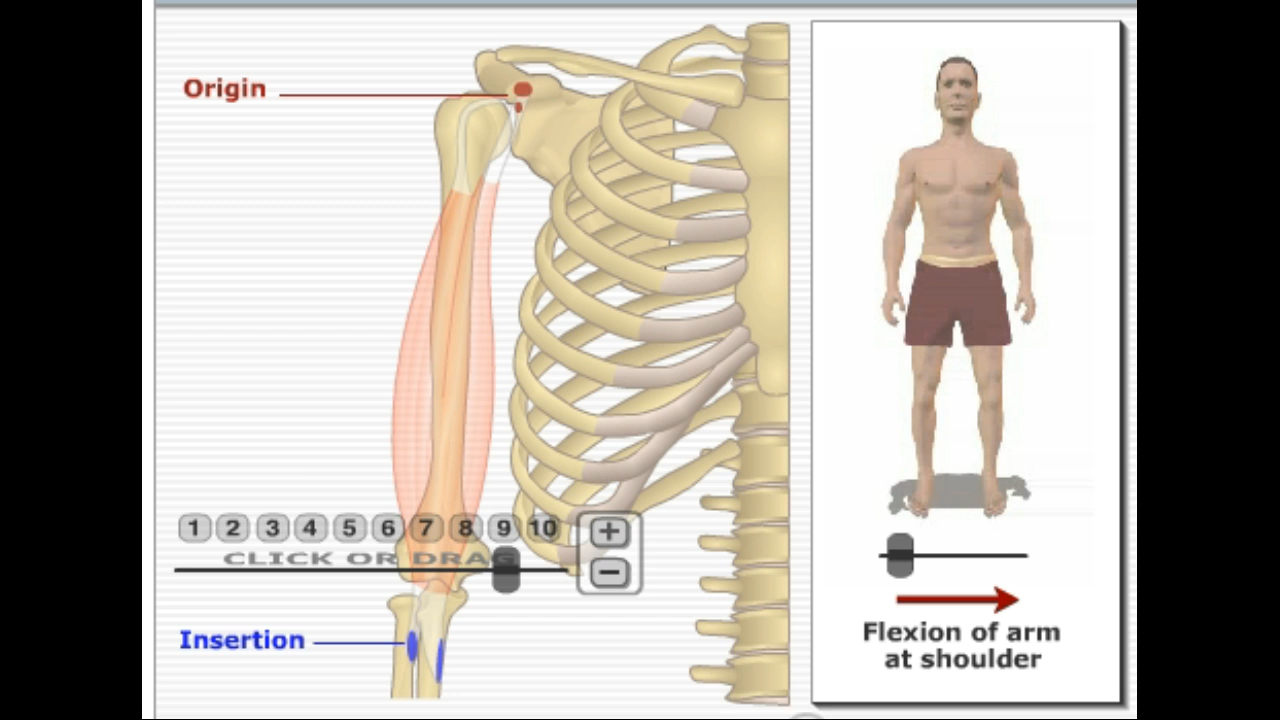 Origin
1 2 3 4 5 6 7 8 9 10 +
CLICK OR DRAG
−
Insertion
Flexion of arm
at shoulder